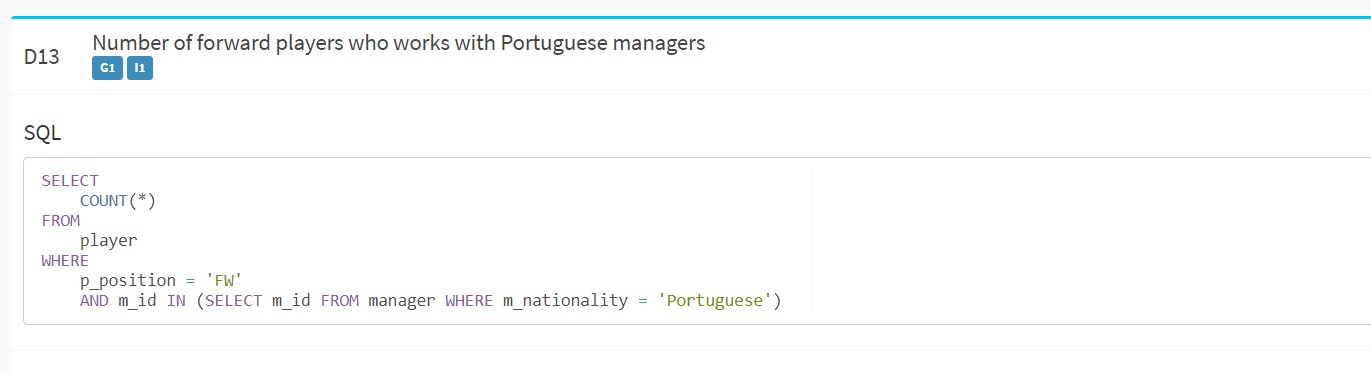 D13
Number of forward players who works with Portuguese managers
G1 I1
SQL
SELECT
COUNT(*)
FROM
player
WHERE
p_position = 'FW'
AND m_id IN (SELECT m_id FROM manager WHERE m_nationality = 'Portuguese')